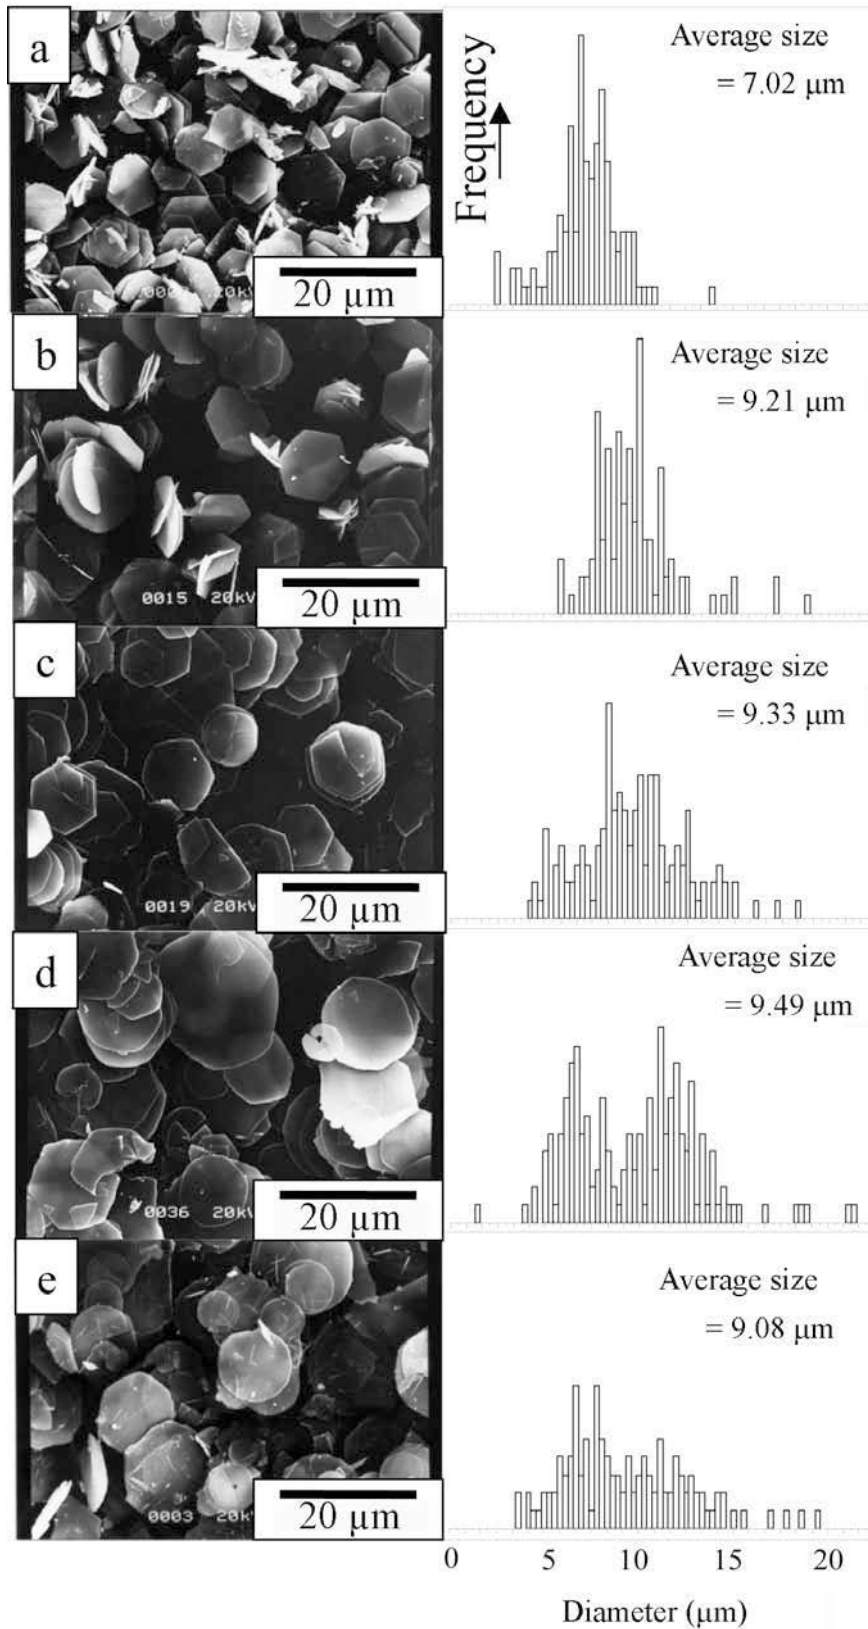 a
Average size
= 7.02 μm
Frequency
20kV
20 μm
b
Average size
= 9.21 μm
0015 20kV
20 μm
c
Average size
= 9.33 μm
0019 20kV
20 μm
d
Average size
= 9.49 μm
0036 20kV
20 μm
e
Average size
= 9.08 μm
0003 20kV
20 μm
0 5 10 15 20
Diameter (μm)